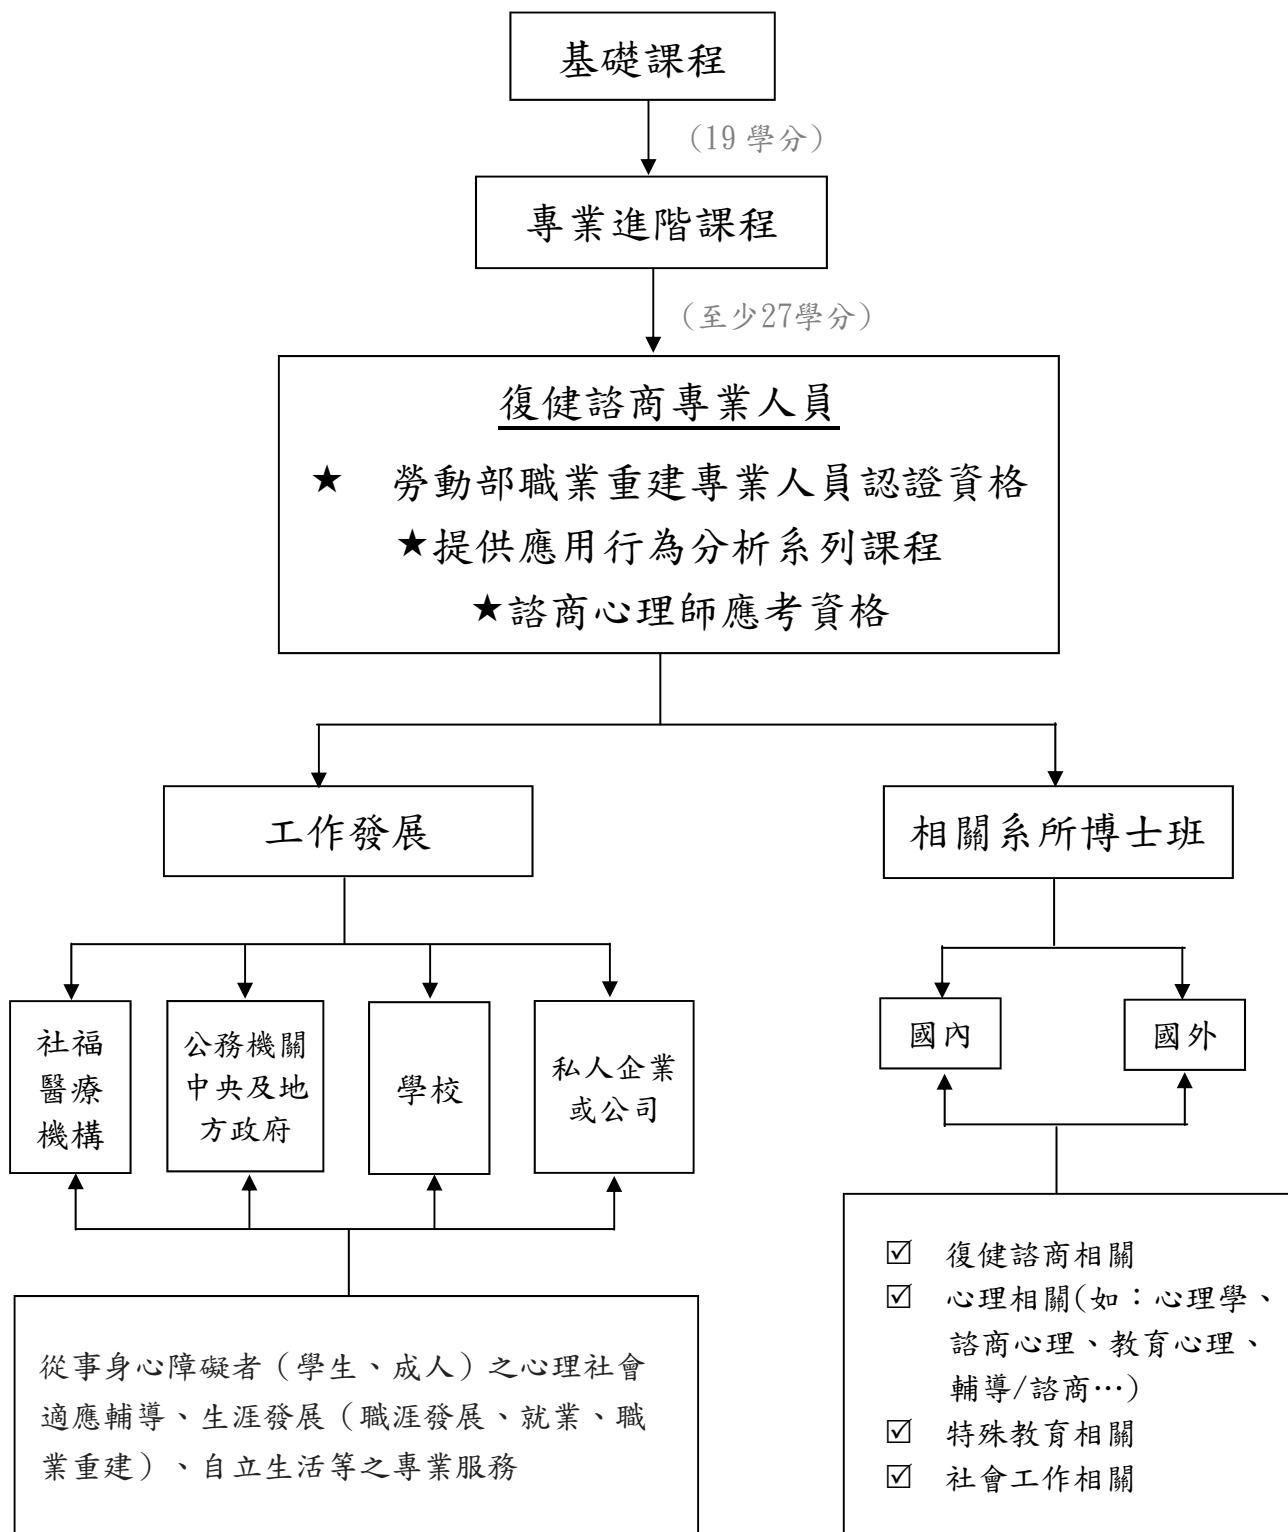 基礎課程
(19 學分)
專業進階課程
(至少27學分)
復健諮商專業人員
★ 勞動部職業重建專業人員認證資格
★提供應用行為分析系列課程
★諮商心理師應考資格
工作發展
相關系所博士班
社福
醫療
機構
公務機關
中央及地
方政府
學校
私人企業
或公司
國內
國外
從事身心障礙者（學生、成人）之心理社會
適應輔導、生涯發展（職涯發展、就業、職
業重建）、自立生活等之專業服務
☑ 復健諮商相關
☑ 心理相關(如：心理學、
諮商心理、教育心理、
輔導/諮商…)
☑ 特殊教育相關
☑ 社會工作相關